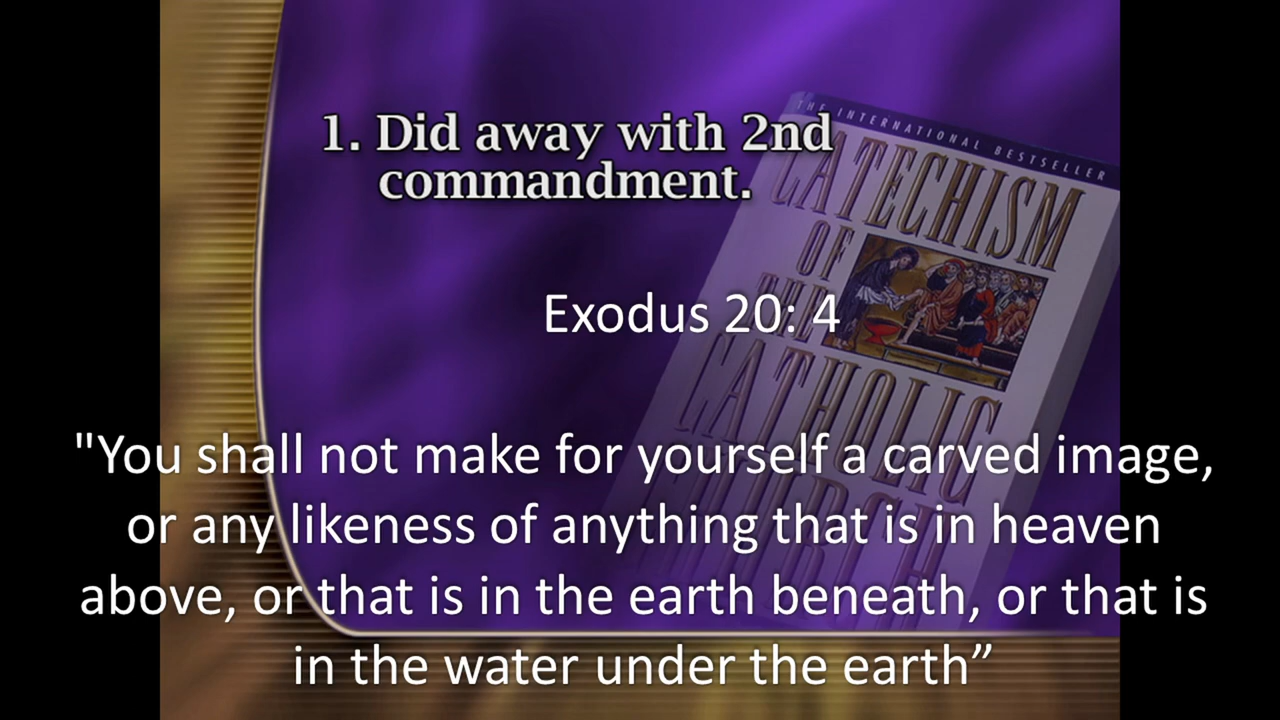 1. Did away with 2nd
commandment.
THE INTERNATIONAL BESTSELLER
CATECHISM
OF
THE
CATHOLIC
CHURCH
Exodus 20: 4
"You shall not make for yourself a carved image,
or any likeness of anything that is in heaven
above, or that is in the earth beneath, or that is
in the water under the earth”